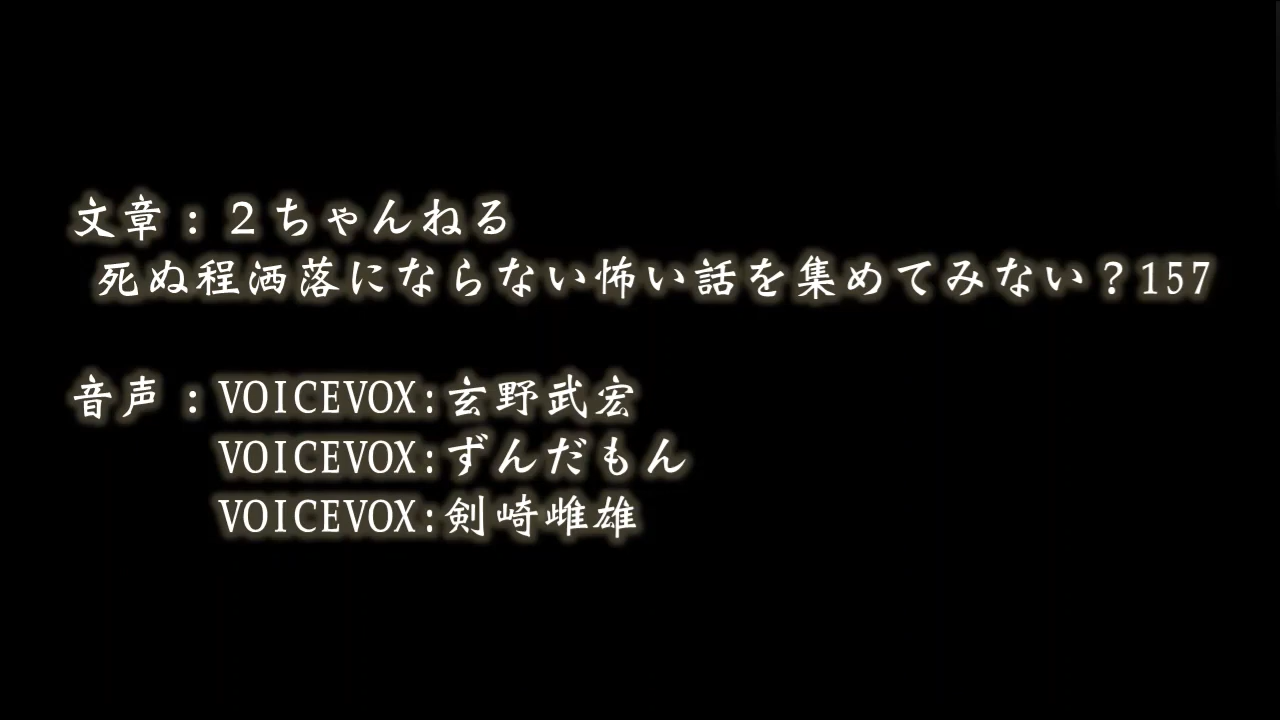 文章：２ちゃんねる
死ぬ程洒落にならない怖い話を集めてみない？157
音声：VOICEVOX:玄野武宏
VOICEVOX:ずんだもん
VOICEVOX:剣崎雌雄